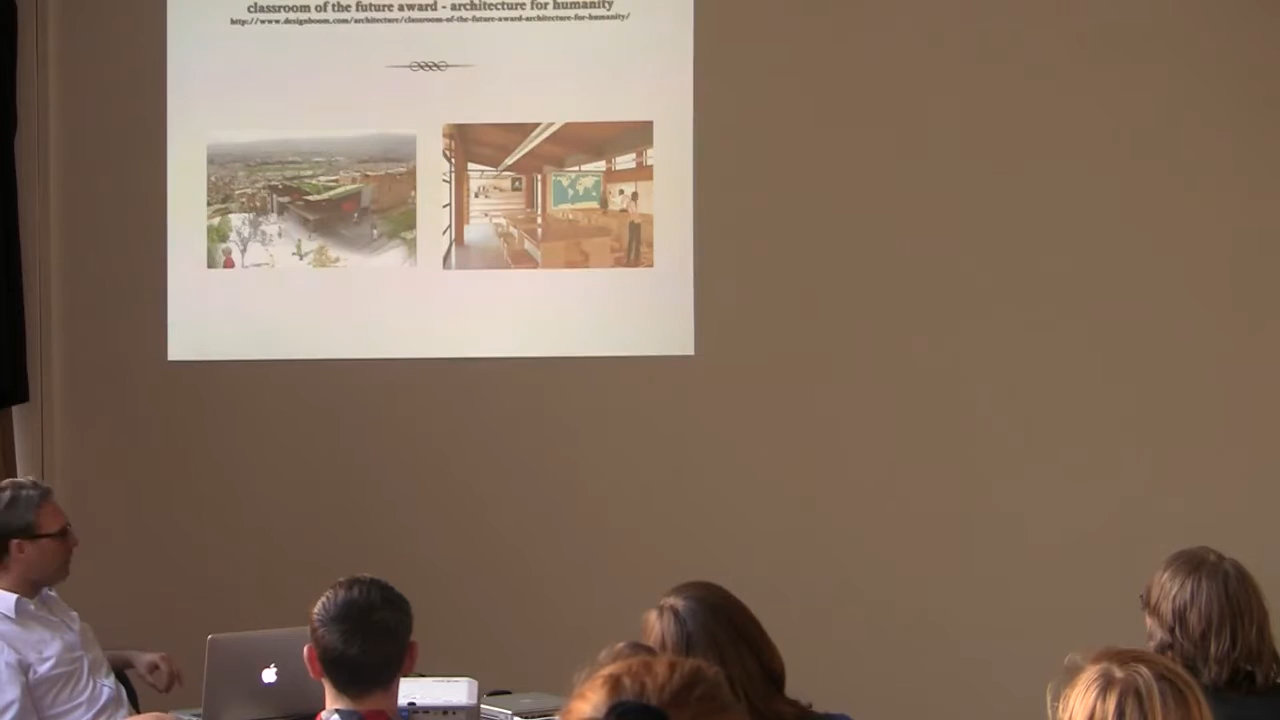 classroom of the future award - architecture for humanity
http://www.designboom.com/architecture/classroom-of-the-future-award-architecture-for-humanity/